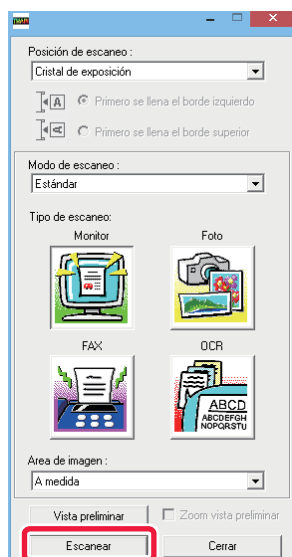 Posición de escaneo :
Cristal de exposición
A Primero se llena el borde izquierdo
A Primero se llena el borde superior
Modo de escaneo :
Estándar
Tipo de escaneo:
Monitor Foto
FAX OCR
ABCD
ABCDEFGH
NOPQRSTU
Area de imagen :
A medida
Vista preliminar Zoom vista preliminar
Escanear Cerrar